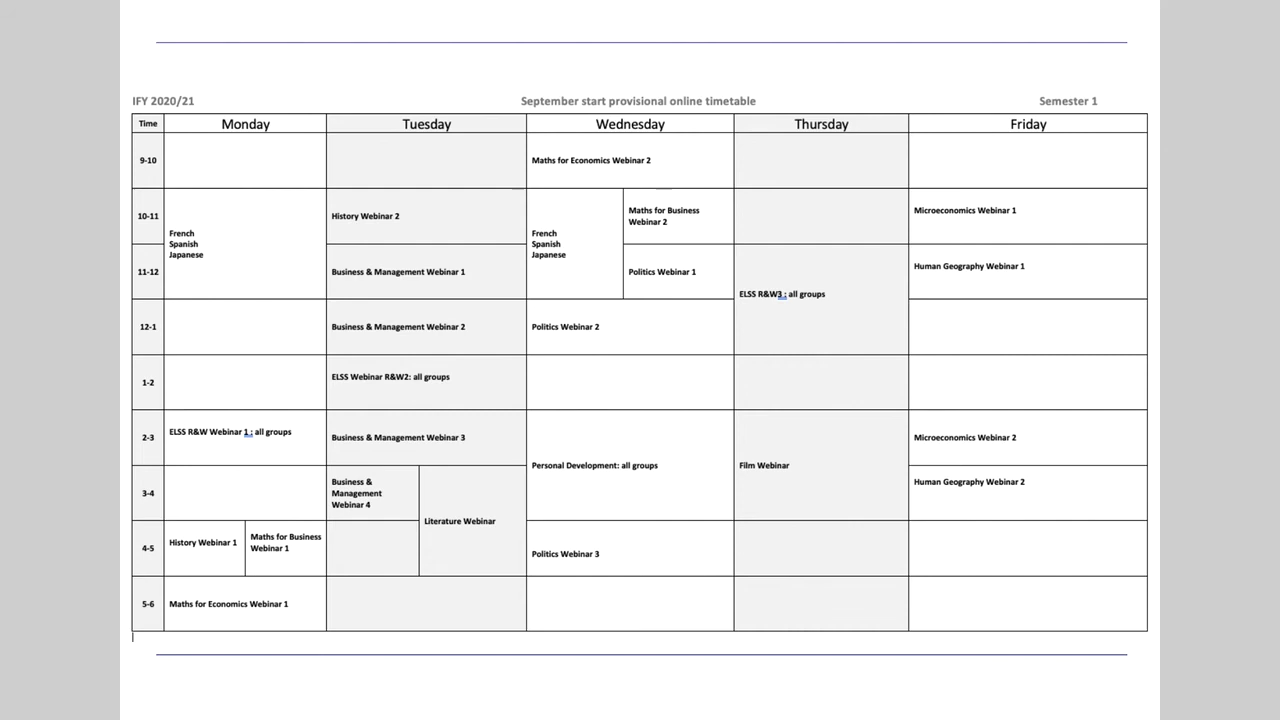 IFY 2020/21 September start provisional online timetable Semester 1
Time Monday Tuesday Wednesday Thursday Friday
9-10
Maths for Economics Webinar 2
10-11
French
Spanish
Japanese
History Webinar 2
French
Spanish
Japanese
Maths for Business
Webinar 2
Microeconomics Webinar 1
11-12
Business & Management Webinar 1
Politics Webinar 1
ELSS R&W3 : all groups
Human Geography Webinar 1
12-1
Business & Management Webinar 2
Politics Webinar 2
1-2
ELSS Webinar R&W2: all groups
2-3
ELSS R&W Webinar 1 : all groups
Business & Management Webinar 3
Personal Development: all groups
Film Webinar
Microeconomics Webinar 2
3-4
Business &
Management
Webinar 4
Literature Webinar
Human Geography Webinar 2
4-5
History Webinar 1
Maths for Business
Webinar 1
Politics Webinar 3
5-6
Maths for Economics Webinar 1